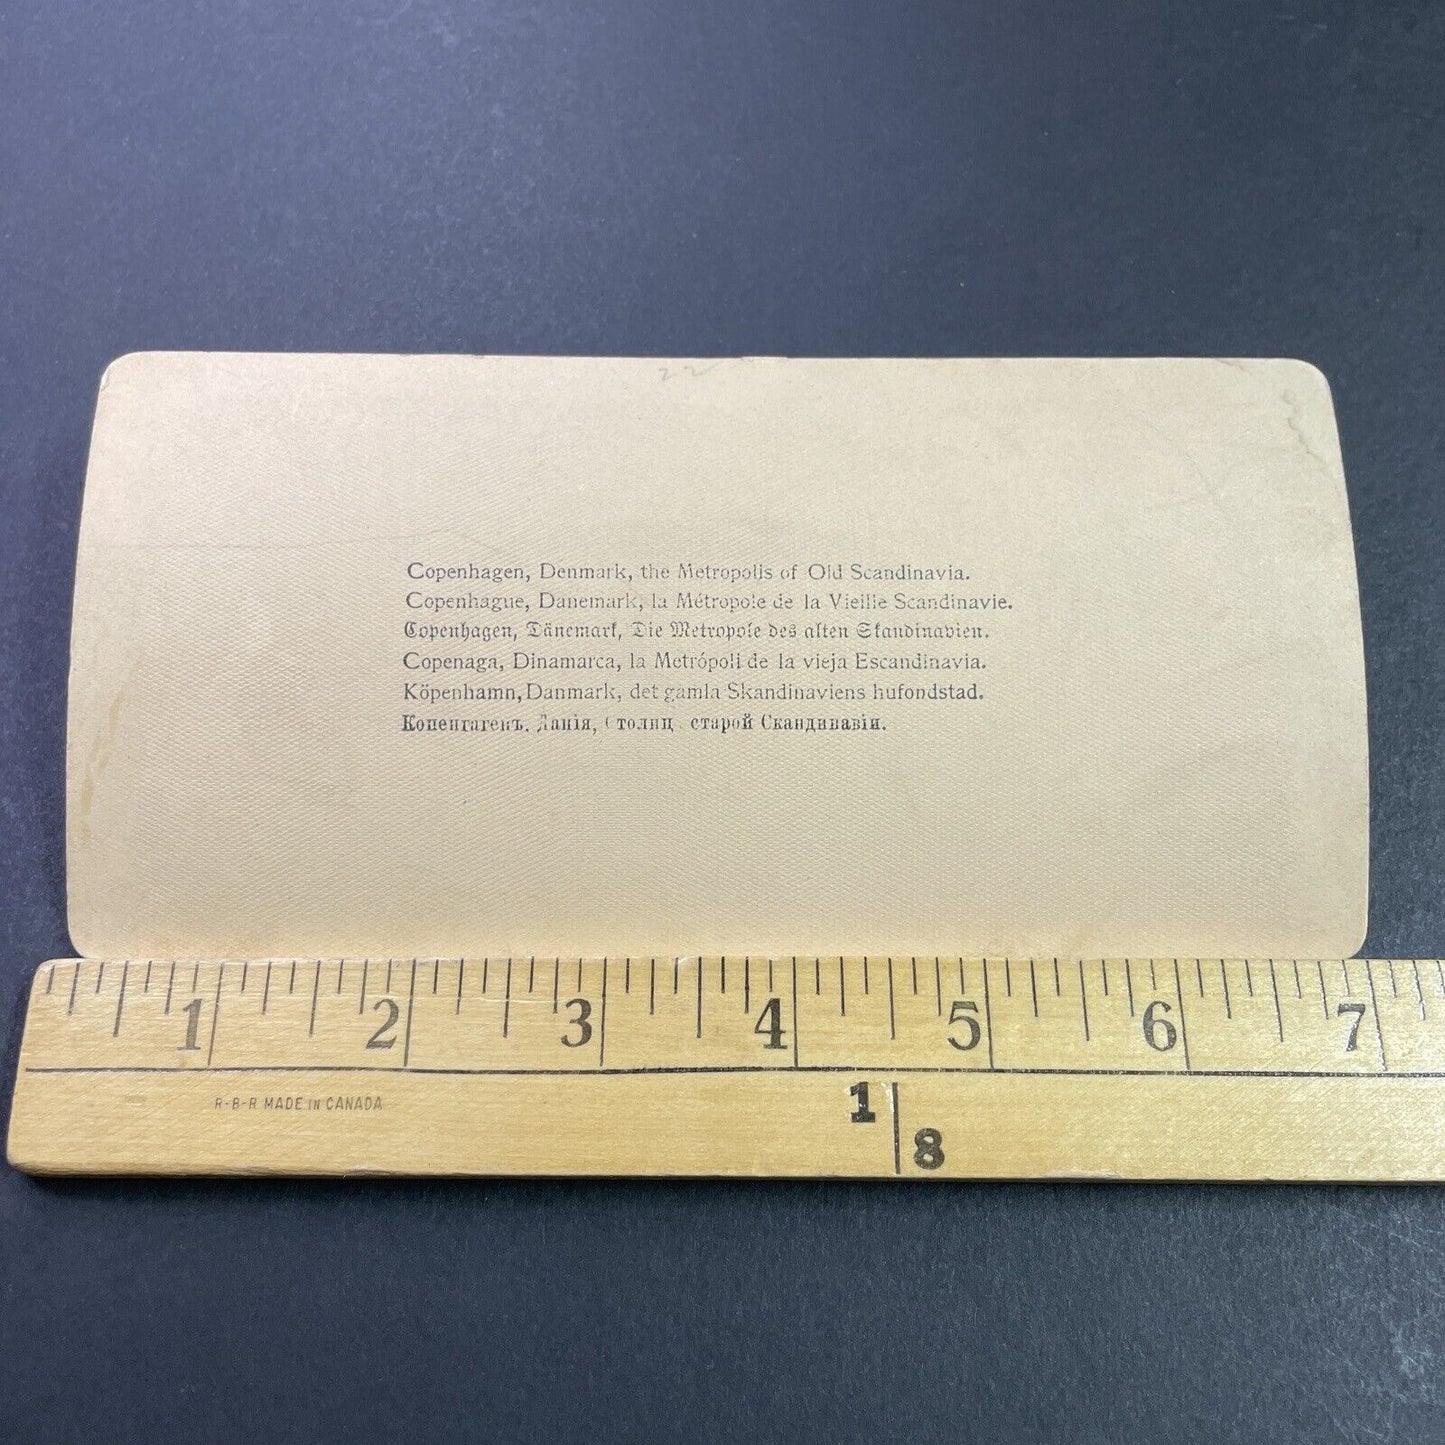 22
Copenhagen, Denmark, the Metropolis of Old Scandinavia.
Copenhague, Danemark, la Métropole de la Vieille Scandinavie.
Copenhagen, Dänemark, Die Metropole des alten Skandinavien.
Copenaga, Dinamarca, la Metrópoli de la vieja Escandinavia.
Köpenhamn, Danmark, det gamla Skandinaviens hufondstad.
Копенгагенъ, Данія, старой Скандинавіи.
1 2 3 4 5 6 7
R-B-R MADE IN CANADA
1
8